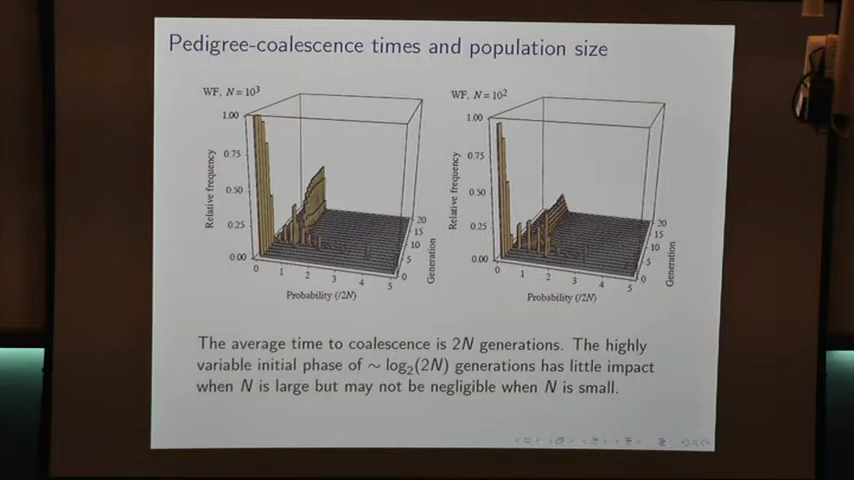 Pedigree-coalescence times and population size
WF, N = 10³
1.00
0.75
0.50
0.25
0.00
Relative frequency
0
1
2
3
4
5
Probability (/2N)
20
15
10
5
0
Generation
WF, N = 10²
1.00
0.75
0.50
0.25
0.00
Relative frequency
0
1
2
3
4
5
Probability (/2N)
20
15
10
5
0
Generation
The average time to coalescence is 2N generations. The highly
variable initial phase of ∼ log₂(2N) generations has little impact
when N is large but may not be negligible when N is small.